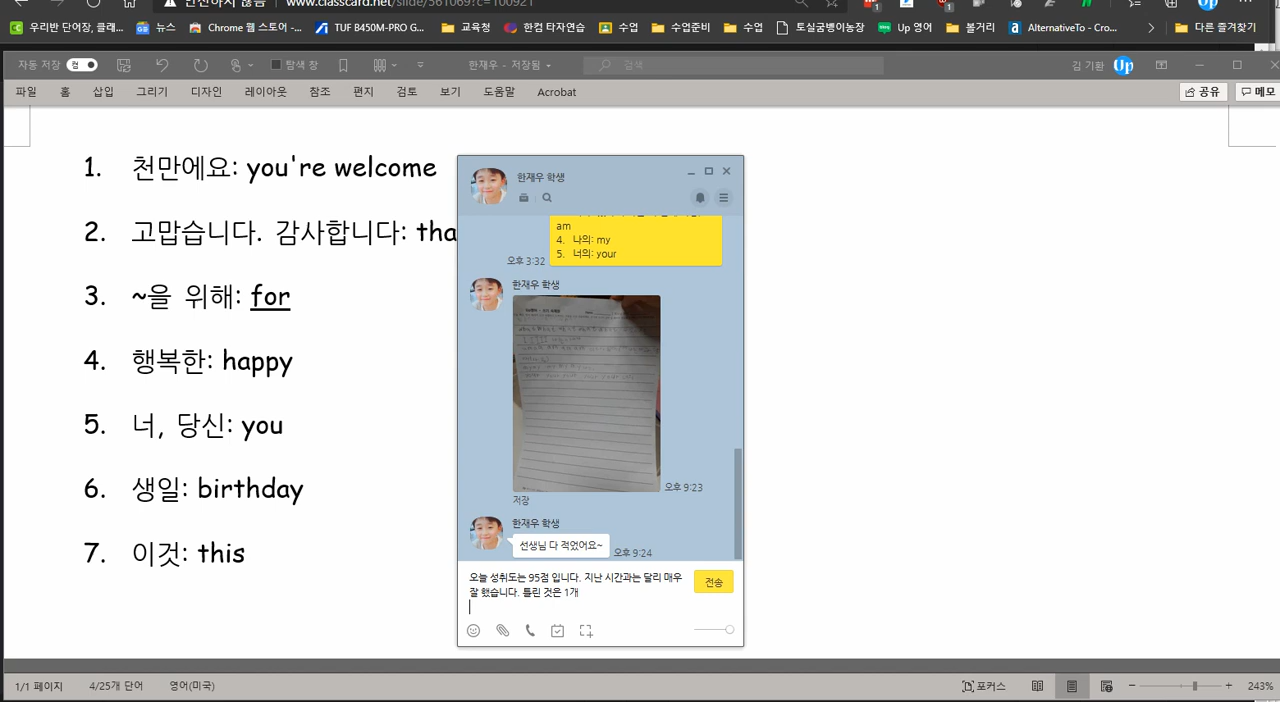 www.classcard.net/slide/561069?c=100921
우리반 단어장, 클래... 뉴스 Chrome 웹 스토어 -... TUF B450M-PRO G... 교육청 한컴 타자연습 수업 수업준비 수업 토실굼벵이농장 Up 영어 볼거리 AlternativeTo - Cro... 다른 즐겨찾기
자동 저장 컴 탐색 창 한재우 - 저장됨 검색 김 기환 Up
파일 홈 삽입 그리기 디자인 레이아웃 참조 편지 검토 보기 도움말 Acrobat 공유 메모
1. 천만에요: you're welcome
2. 고맙습니다. 감사합니다: tha
3. ~을 위해: for
4. 행복한: happy
5. 너, 당신: you
6. 생일: birthday
7. 이것: this
한재우 학생
am
4. 나의: my
5. 너의: your
오후 3:32
한재우 학생
오후 9:23
저장
한재우 학생
선생님 다 적었어요~
오후 9:24
오늘 성취도는 95점 입니다. 지난 시간과는 달리 매우
잘 했습니다. 틀린 것은 1개
전송
1/1 페이지 4/25개 단어 영어(미국) 포커스 243%